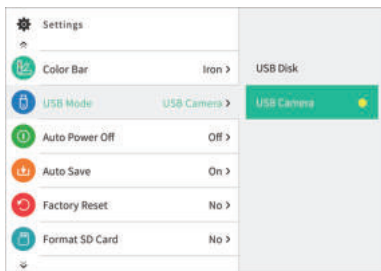 Settings
Color Bar Iron >
USB Mode USB Camera >
Auto Power Off Off >
Auto Save On >
Factory Reset No >
Format SD Card No >
USB Disk
USB Camera